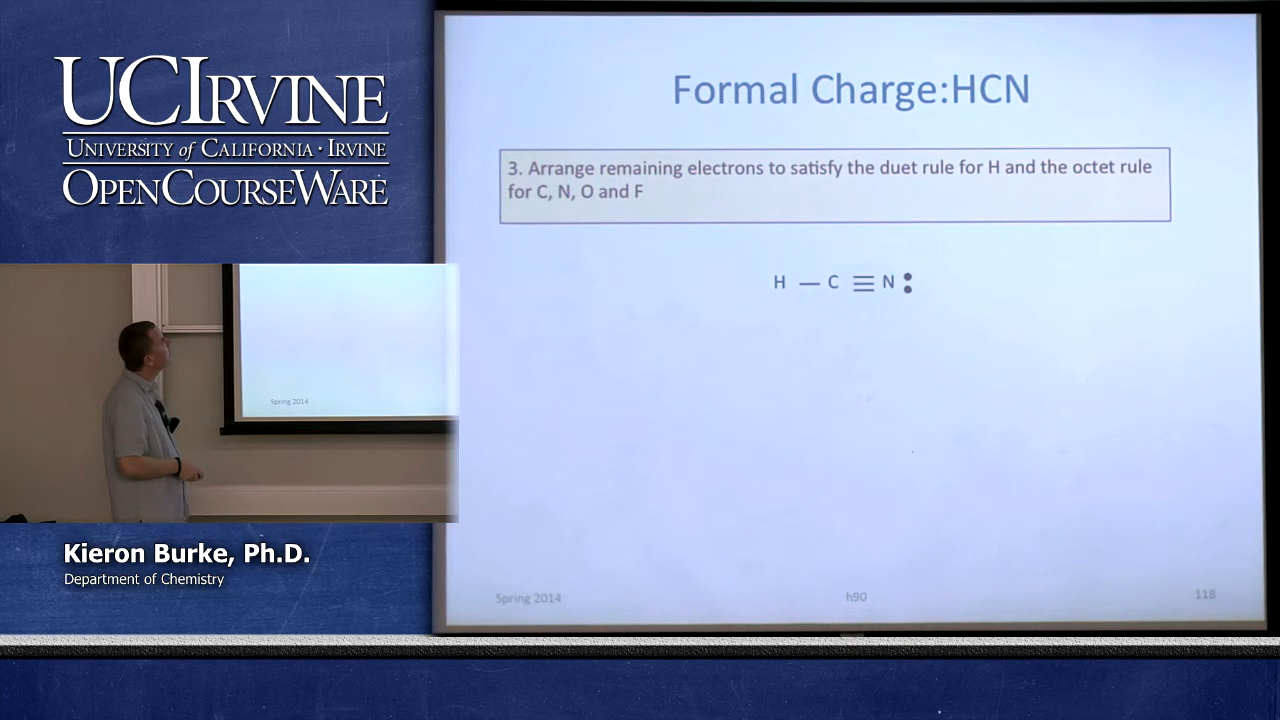 UCIRVINE
UNIVERSITY of CALIFORNIA · IRVINE
OPENCOURSEWARE
Formal Charge:HCN
3. Arrange remaining electrons to satisfy the duet rule for H and the octet rule
for C, N, O and F
H — C ≡ N :
Spring 2014
Kieron Burke, Ph.D.
Department of Chemistry
Spring 2014
h90
118